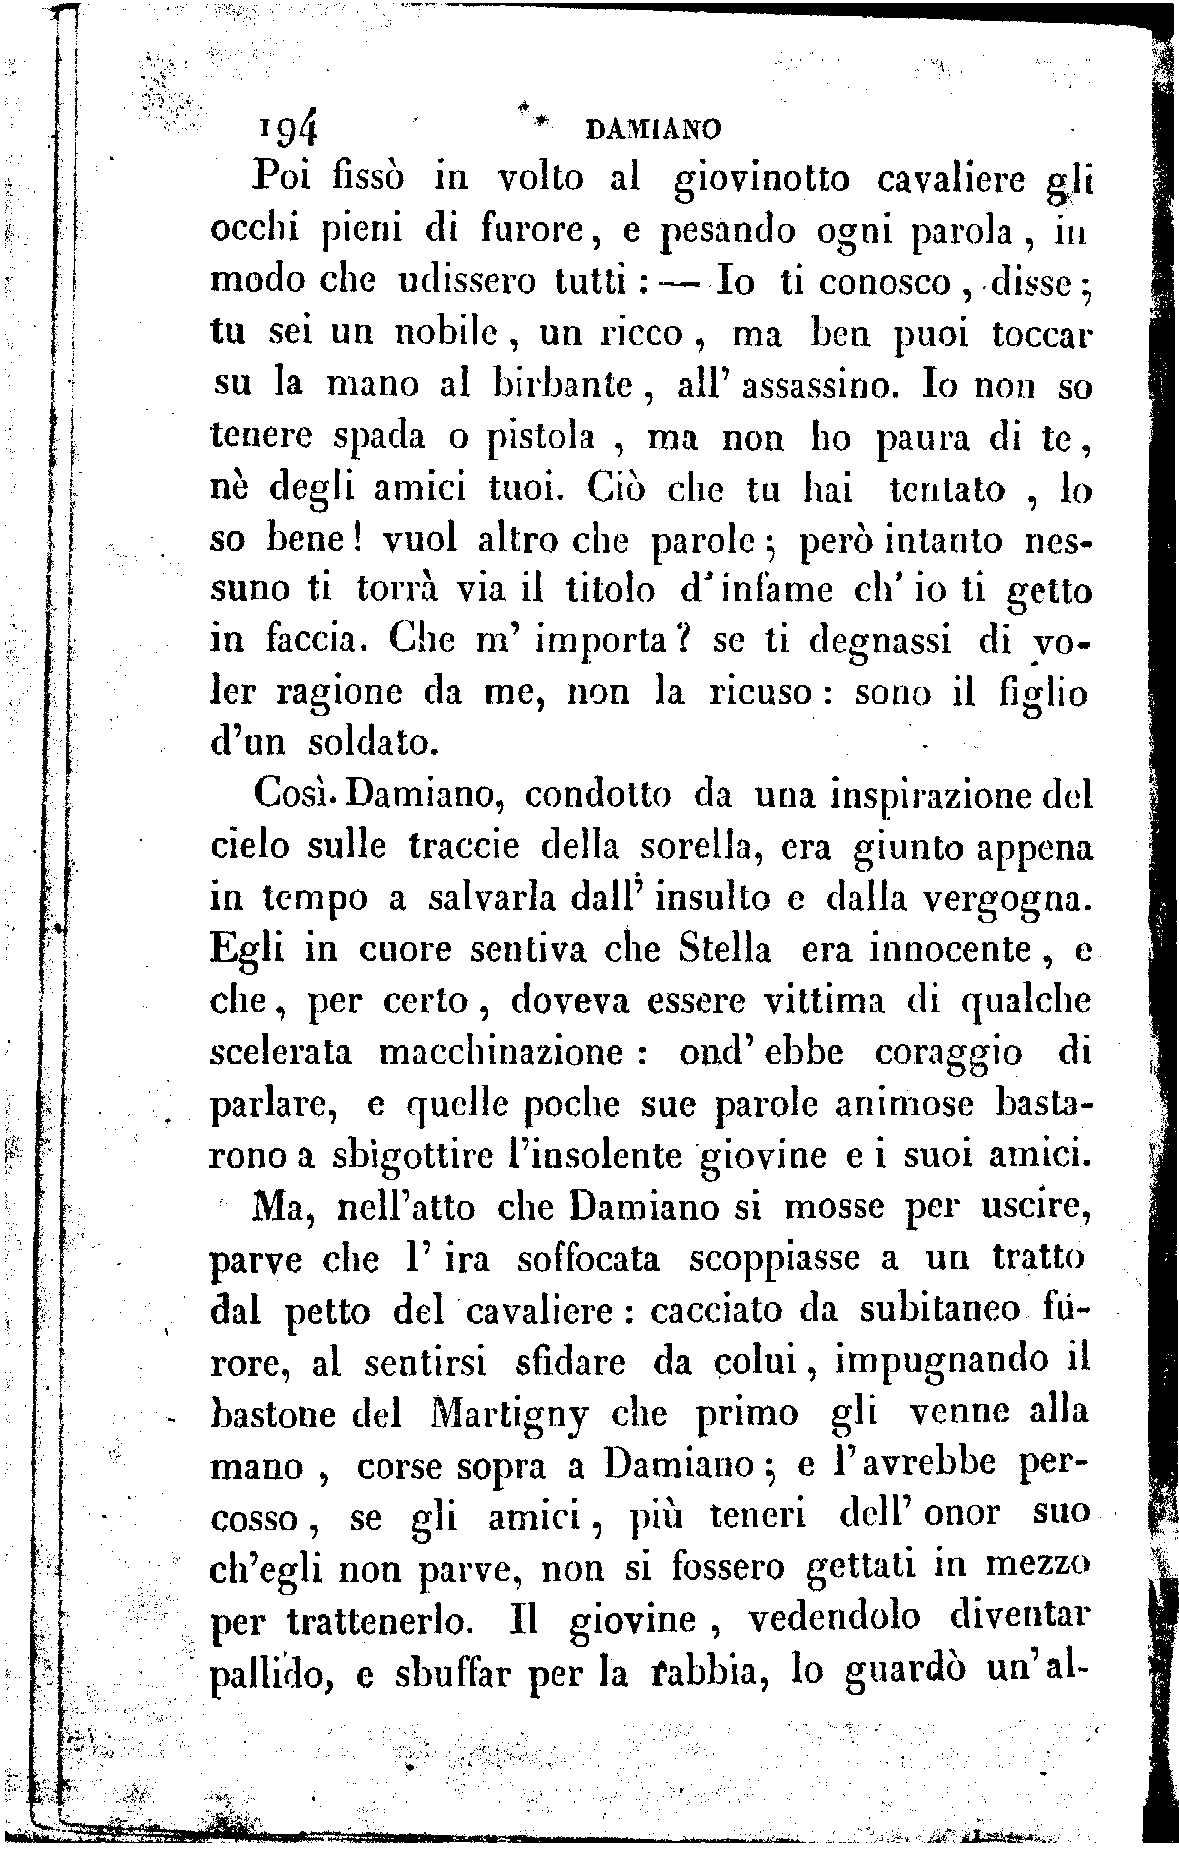 194 DAMIANO
Poi fissò in volto al giovinotto cavaliere gli
occhi pieni di furore, e pesando ogni parola, in
modo che udissero tutti : — Io ti conosco, disse ;
tu sei un nobile, un ricco, ma ben puoi toccar
su la mano al birbante, all' assassino. Io non so
tenere spada o pistola, ma non ho paura di te,
nè degli amici tuoi. Ciò che tu hai tentato, lo
so bene! vuol altro che parole; però intanto nes-
suno ti torrà via il titolo d'infame ch' io ti getto
in faccia. Che m' importa? se ti degnassi di vo-
ler ragione da me, non la ricuso : sono il figlio
d'un soldato.
Così Damiano, condotto da una inspirazione del
cielo sulle traccie della sorella, era giunto appena
in tempo a salvarla dall' insulto e dalla vergogna.
Egli in cuore sentiva che Stella era innocente, e
che, per certo, doveva essere vittima di qualche
scelerata macchinazione : ond' ebbe coraggio di
parlare, e quelle poche sue parole animose basta-
rono a sbigottire l'insolente giovine e i suoi amici.
Ma, nell'atto che Damiano si mosse per uscire,
parve che l' ira soffocata scoppiasse a un tratto
dal petto del cavaliere : cacciato da subitaneo fu-
rore, al sentirsi sfidare da colui, impugnando il
bastone del Martigny che primo gli venne alla
mano, corse sopra a Damiano; e l'avrebbe per-
cosso, se gli amici, più teneri dell' onor suo
ch'egli non parve, non si fossero gettati in mezzo
per trattenerlo. Il giovine, vedendolo diventar
pallido, e sbuffar per la rabbia, lo guardò un'al-